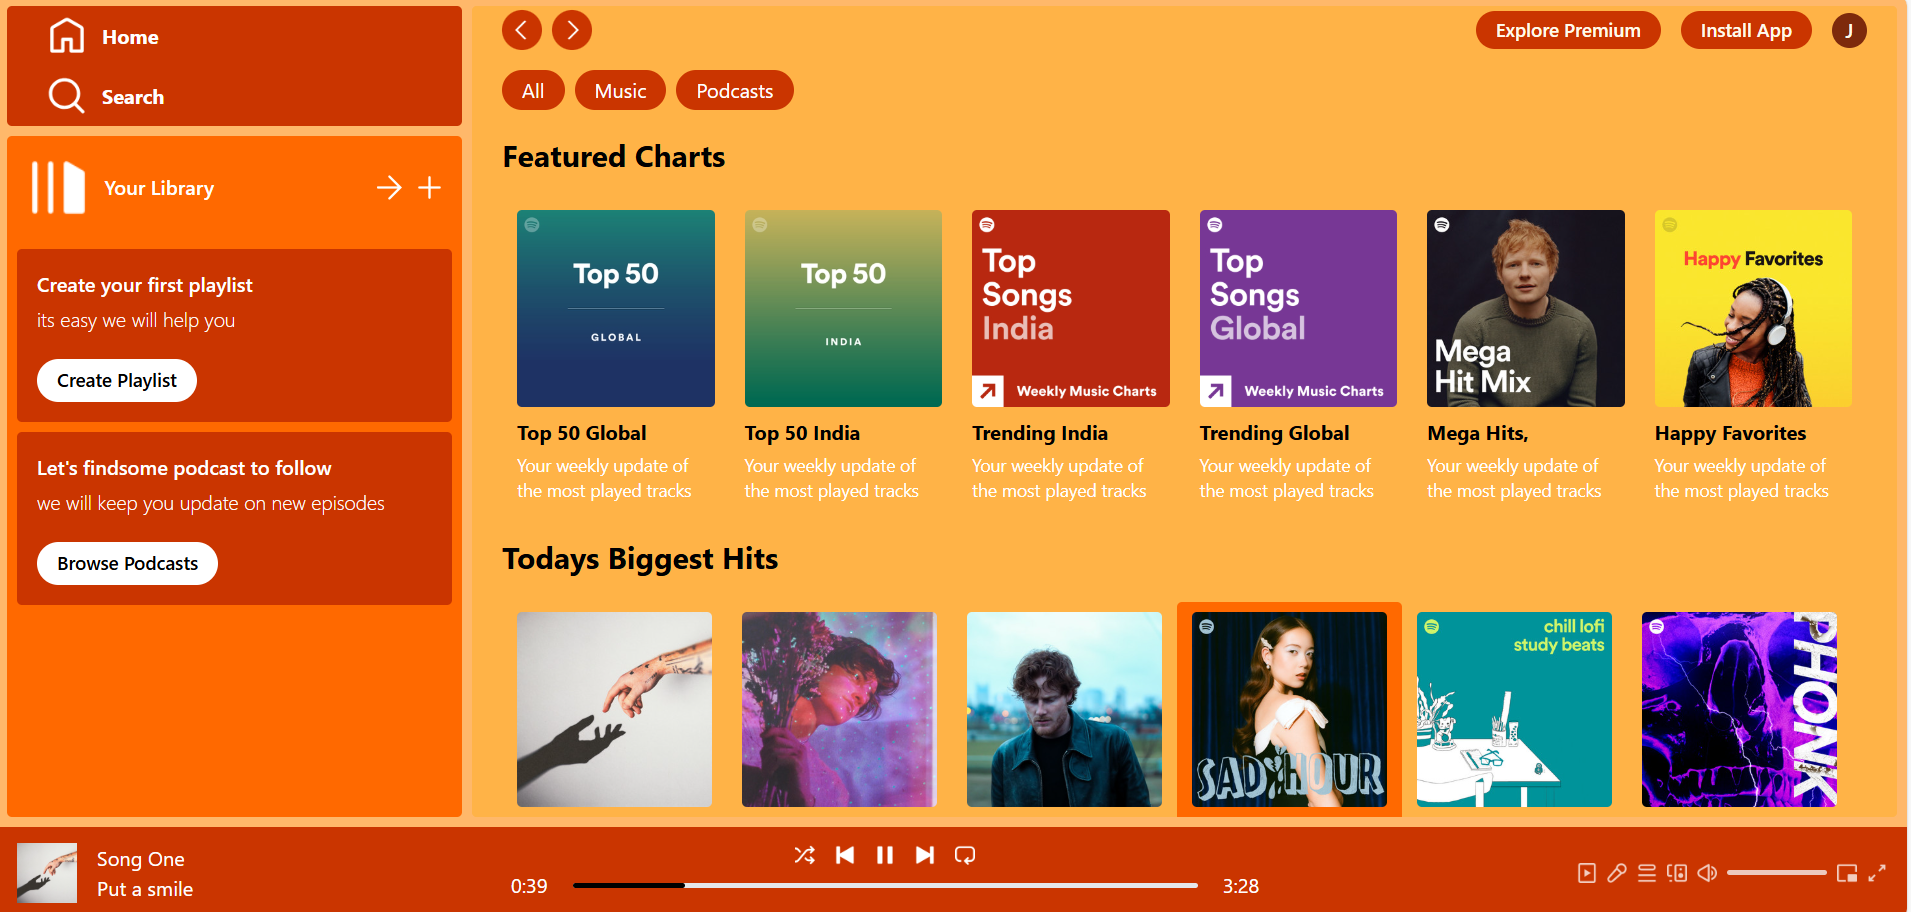 Home
Search
Your Library
Create your first playlist
its easy we will help you
Create Playlist
Let's findsome podcast to follow
we will keep you update on new episodes
Browse Podcasts
Explore Premium
Install App
J
All
Music
Podcasts
Featured Charts
Top 50
GLOBAL
Top 50 Global
Your weekly update of
the most played tracks
Top 50
INDIA
Top 50 India
Your weekly update of
the most played tracks
Top
Songs
India
Weekly Music Charts
Trending India
Your weekly update of
the most played tracks
Top
Songs
Global
Weekly Music Charts
Trending Global
Your weekly update of
the most played tracks
Mega
Hit Mix
Mega Hits,
Your weekly update of
the most played tracks
Happy Favorites
Happy Favorites
Your weekly update of
the most played tracks
Todays Biggest Hits
SAD HOUR
chill lofi
study beats
PHONK
Song One
Put a smile
0:39
3:28